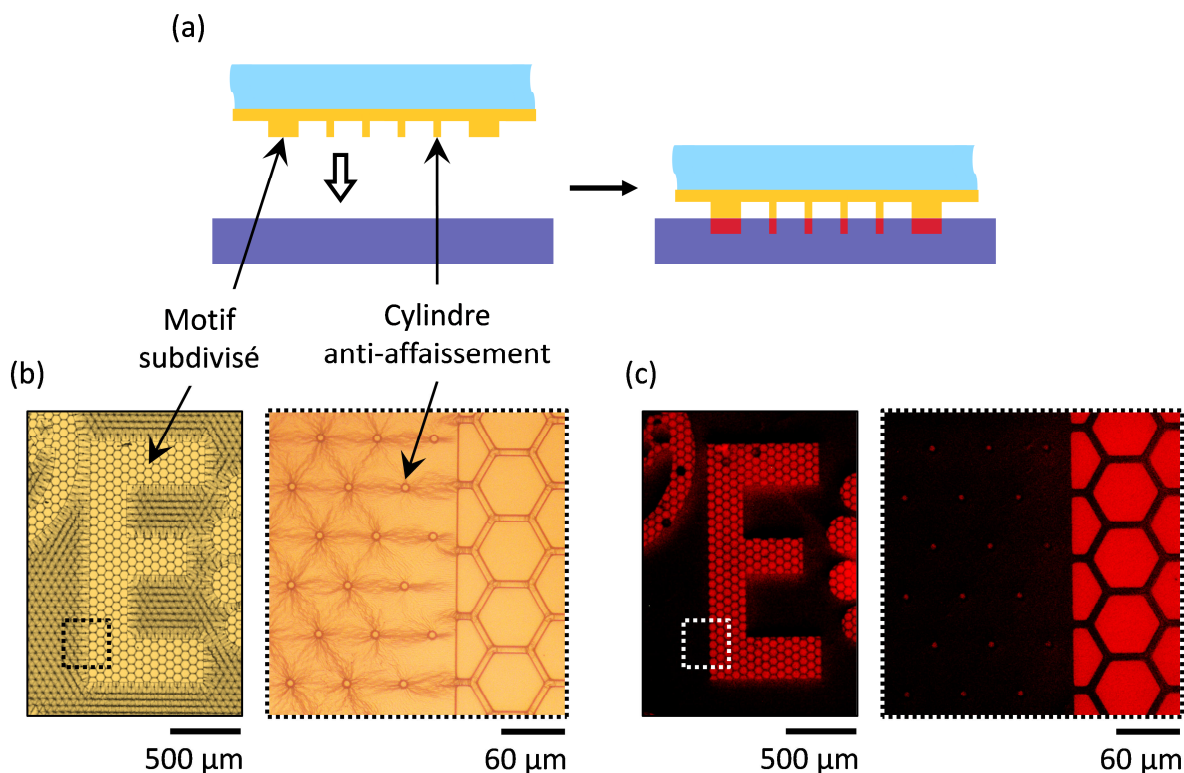 (a)
Motif
subdivisé
Cylindre
anti-affaissement
(b)
(c)
500 µm
60 µm
500 µm
60 µm